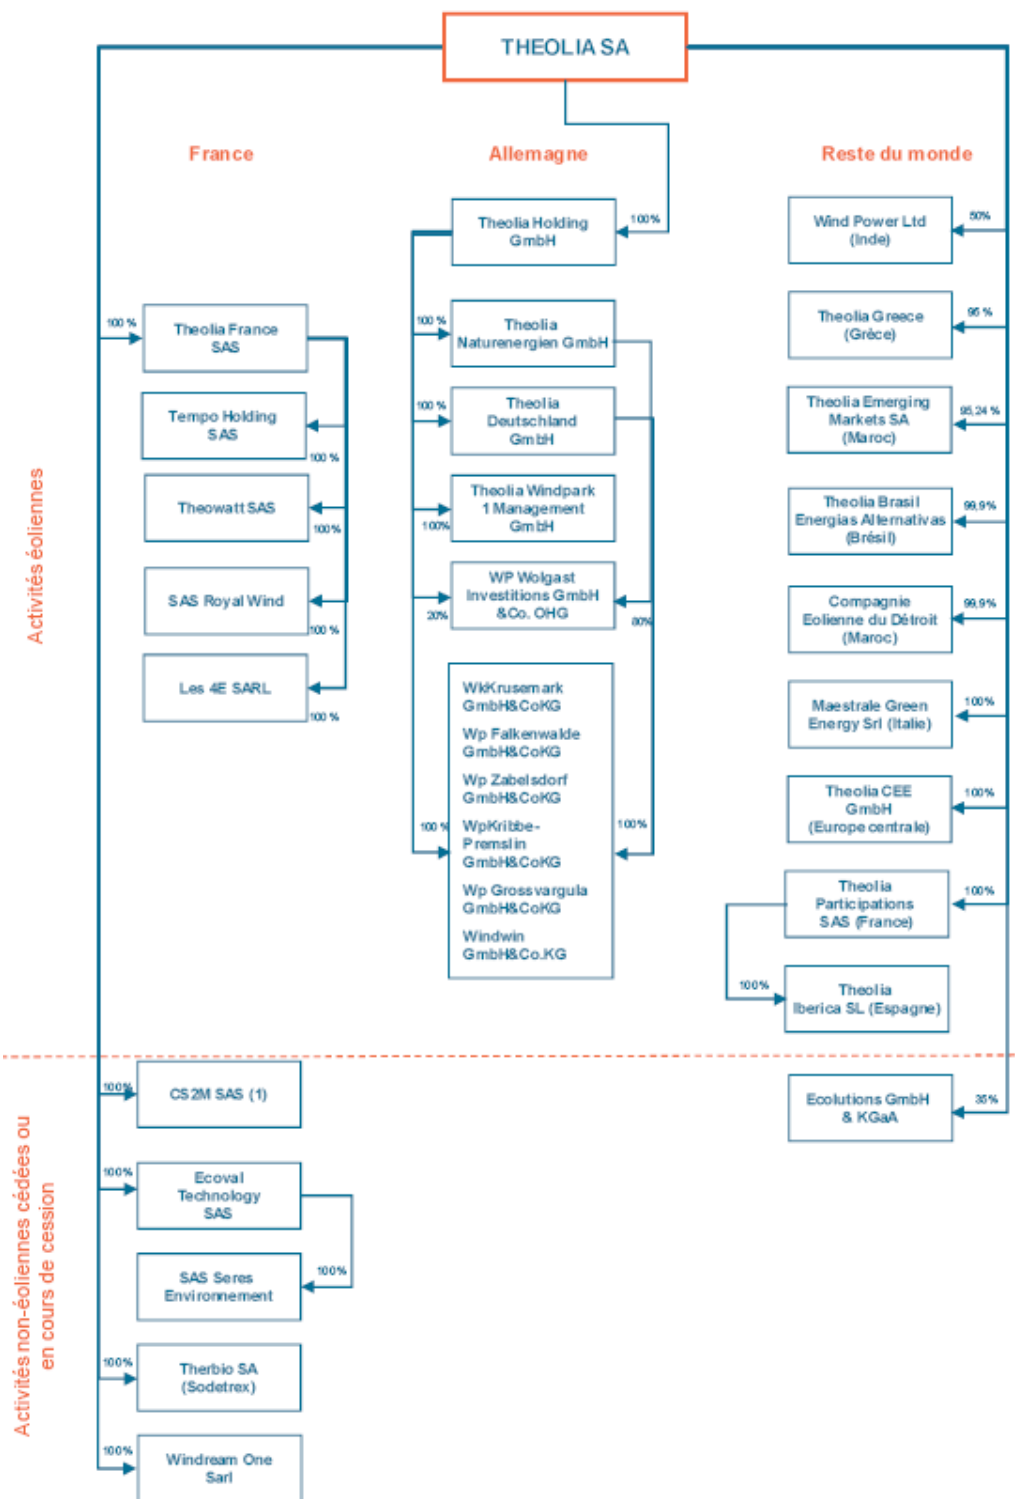 THEOLIA SA
France
Allemagne
Reste du monde
Activités éoliennes
100 %
Theolia France
SAS
Tempo Holding
SAS
100 %
Theowatt SAS
100%
SAS Royal Wind
100 %
Les 4E SARL
100 %
100%
Theolia Holding
GmbH
100 %
Theolia
Naturenergien GmbH
100 %
Theolia
Deutschland
GmbH
100%
Theolia Windpark
1 Management
GmbH
20%
WP Wolgast
Investitions GmbH
&Co. OHG
80%
100 %
WkKrusemark
GmbH&CoKG
Wp Falkenwalde
GmbH&CoKG
Wp Zabelsdorf
GmbH&CoKG
WpKribbe-
Premslin
GmbH&CoKG
Wp Grossvargula
GmbH&CoKG
Windwin
GmbH&Co.KG
100%
Wind Power Ltd
(Inde)
50%
Theolia Greece
(Grèce)
95 %
Theolia Emerging
Markets SA
(Maroc)
95,24 %
Theolia Brasil
Energias Alternativas
(Brésil)
99,9%
Compagnie
Eolienne du Détroit
(Maroc)
99,9%
Maestrale Green
Energy Srl (Italie)
100%
Theolia CEE
GmbH
(Europe centrale)
100%
Theolia
Participations
SAS (France)
100%
100%
Theolia
Iberica SL (Espagne)
Activités non-éoliennes cédées ou
en cours de cession
100%
CS2M SAS (1)
100%
Ecoval
Technology
SAS
SAS Seres
Environnement
100%
100%
Therbio SA
(Sodetrex)
100%
Windream One
Sarl
Ecolutions GmbH
& KGaA
35%